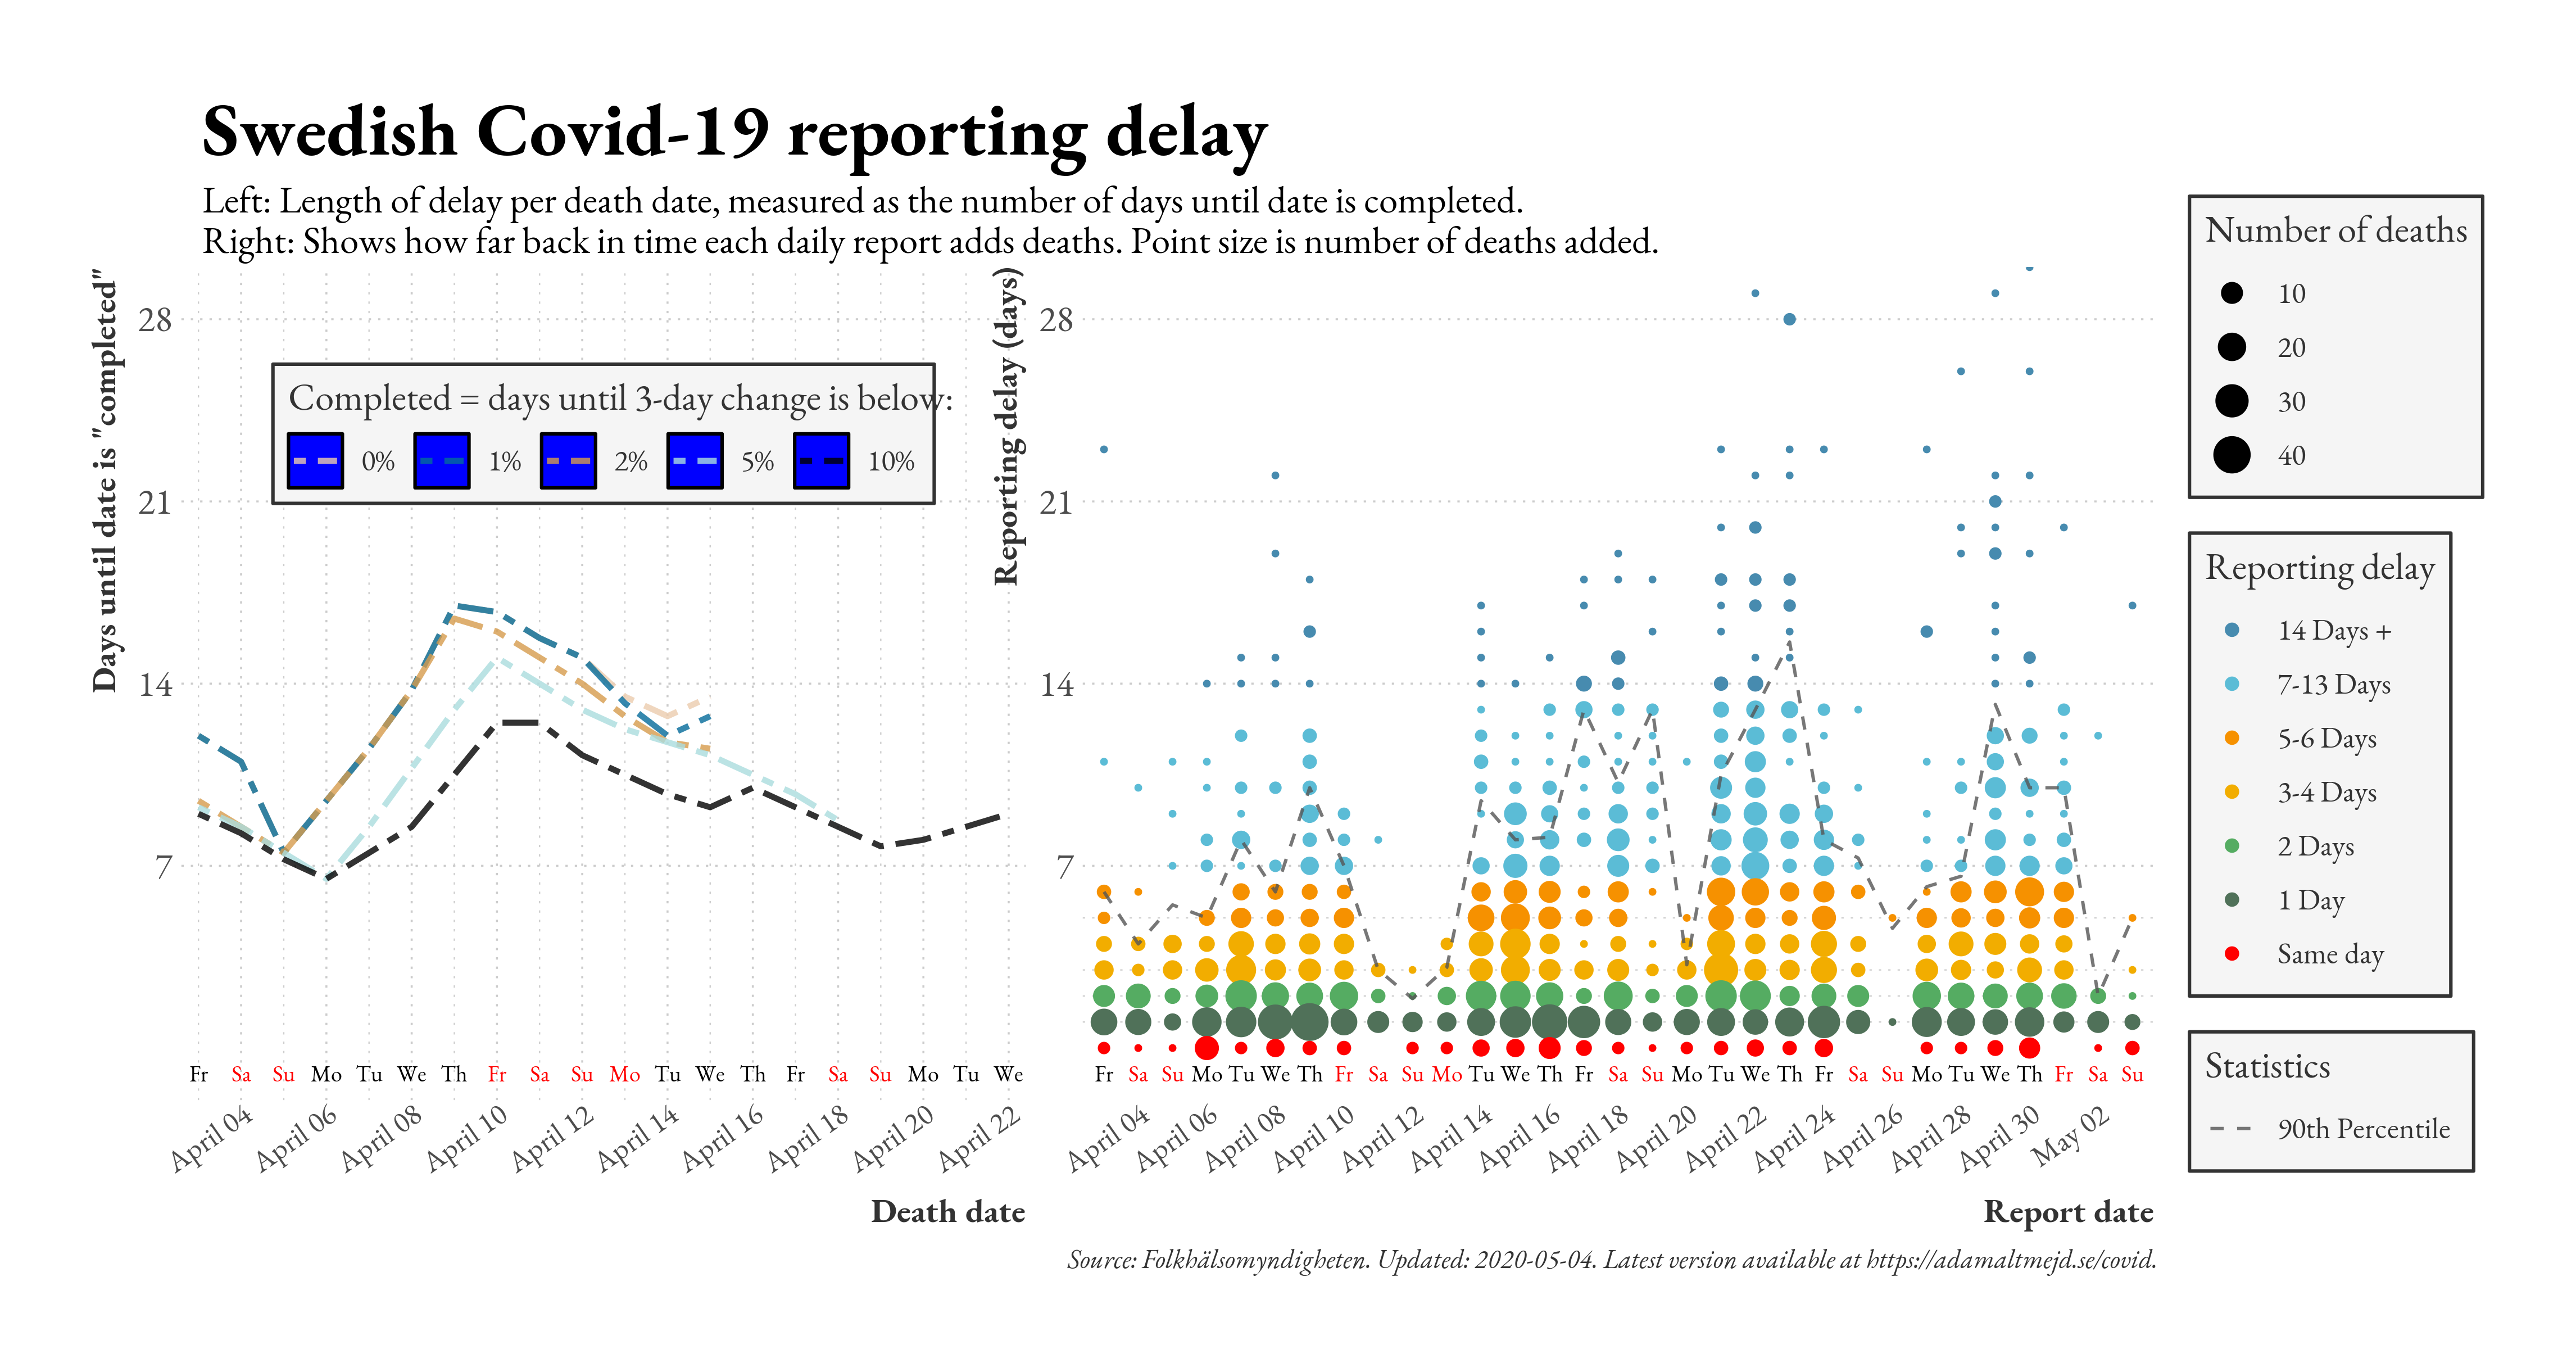 Swedish Covid-19 reporting delay
Left: Length of delay per death date, measured as the number of days until date is completed.
Right: Shows how far back in time each daily report adds deaths. Point size is number of deaths added.
Days until date is "completed"
28
21
14
7
Completed = days until 3-day change is below:
0% 1% 2% 5% 10%
Fr Sa Su Mo Tu We Th Fr Sa Su Mo Tu We Th Fr Sa Su Mo Tu We
April 04 April 06 April 08 April 10 April 12 April 14 April 16 April 18 April 20 April 22
Death date
Reporting delay (days)
28
21
14
7
Fr Sa Su Mo Tu We Th Fr Sa Su Mo Tu We Th Fr Sa Su Mo Tu We Th Fr Sa Su Mo Tu We Th Fr Sa Su
April 04 April 06 April 08 April 10 April 12 April 14 April 16 April 18 April 20 April 22 April 24 April 26 April 28 April 30 May 02
Report date
Number of deaths
10
20
30
40
Reporting delay
14 Days +
7-13 Days
5-6 Days
3-4 Days
2 Days
1 Day
Same day
Statistics
90th Percentile
Source: Folkhälsomyndigheten. Updated: 2020-05-04. Latest version available at https://adamaltmejd.se/covid.